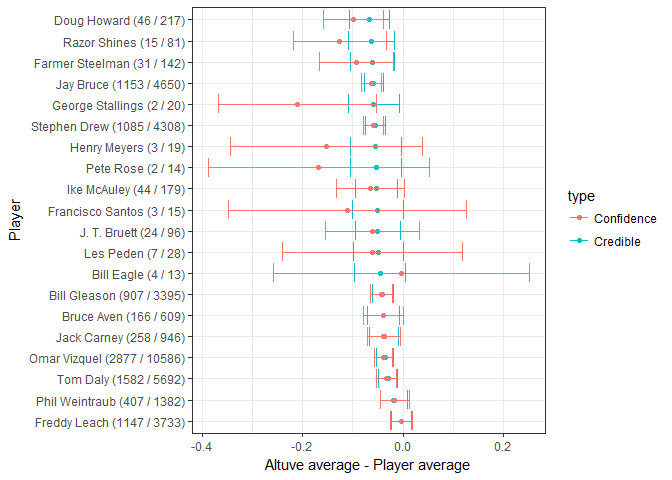 Player
Doug Howard (46 / 217)
Razor Shines (15 / 81)
Farmer Steelman (31 / 142)
Jay Bruce (1153 / 4650)
George Stallings (2 / 20)
Stephen Drew (1085 / 4308)
Henry Meyers (3 / 19)
Pete Rose (2 / 14)
Ike McAuley (44 / 179)
Francisco Santos (3 / 15)
J. T. Bruett (24 / 96)
Les Peden (7 / 28)
Bill Eagle (4 / 13)
Bill Gleason (907 / 3395)
Bruce Aven (166 / 609)
Jack Carney (258 / 946)
Omar Vizquel (2877 / 10586)
Tom Daly (1582 / 5692)
Phil Weintraub (407 / 1382)
Freddy Leach (1147 / 3733)
-0.4 -0.2 0.0 0.2
Altuve average - Player average
type
Confidence
Credible